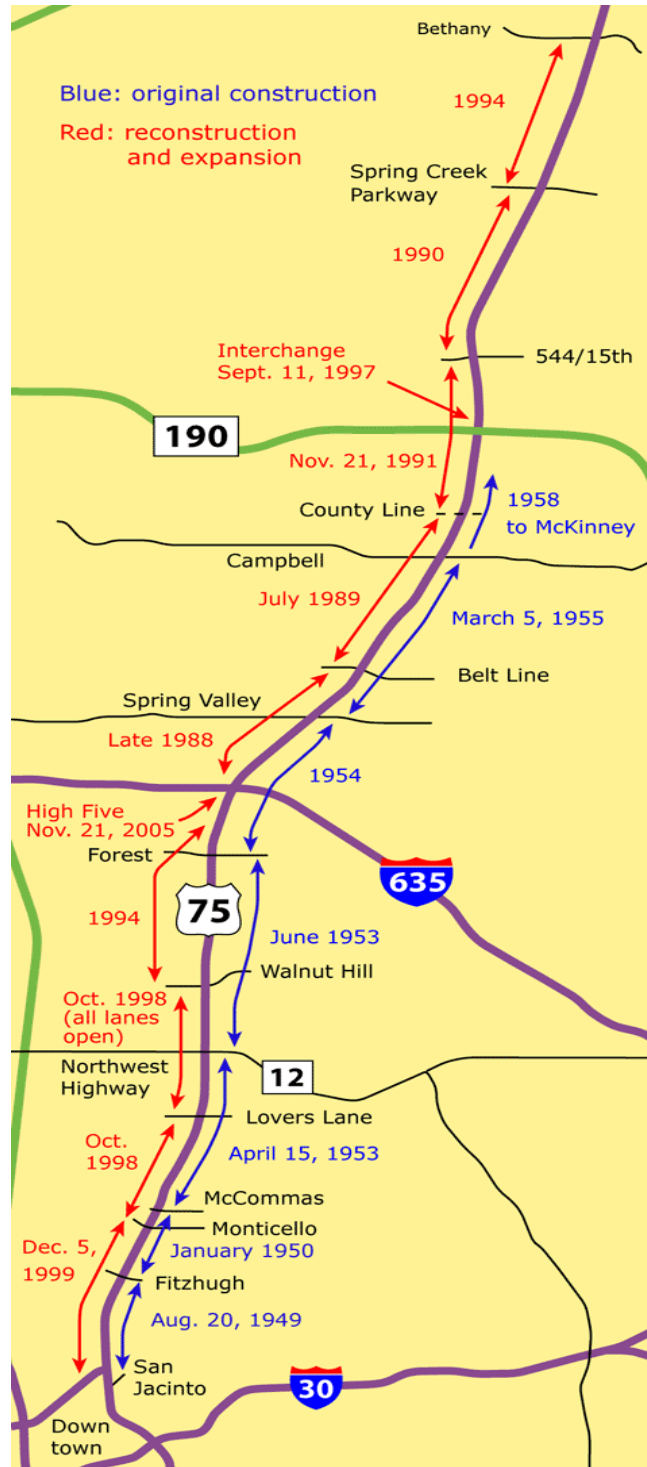 Bethany
Blue: original construction
1994
Red: reconstruction
and expansion
Spring Creek
Parkway
1990
Interchange
Sept. 11, 1997
544/15th
190
Nov. 21, 1991
County Line
1958
to McKinney
Campbell
July 1989
March 5, 1955
Belt Line
Spring Valley
Late 1988
1954
High Five
Nov. 21, 2005
Forest
635
75
1994
June 1953
Walnut Hill
Oct. 1998
(all lanes
open)
Northwest
Highway
12
Lovers Lane
Oct.
1998
April 15, 1953
McCommas
Monticello
Dec. 5,
1999
January 1950
Fitzhugh
Aug. 20, 1949
San
Jacinto
30
Down
town